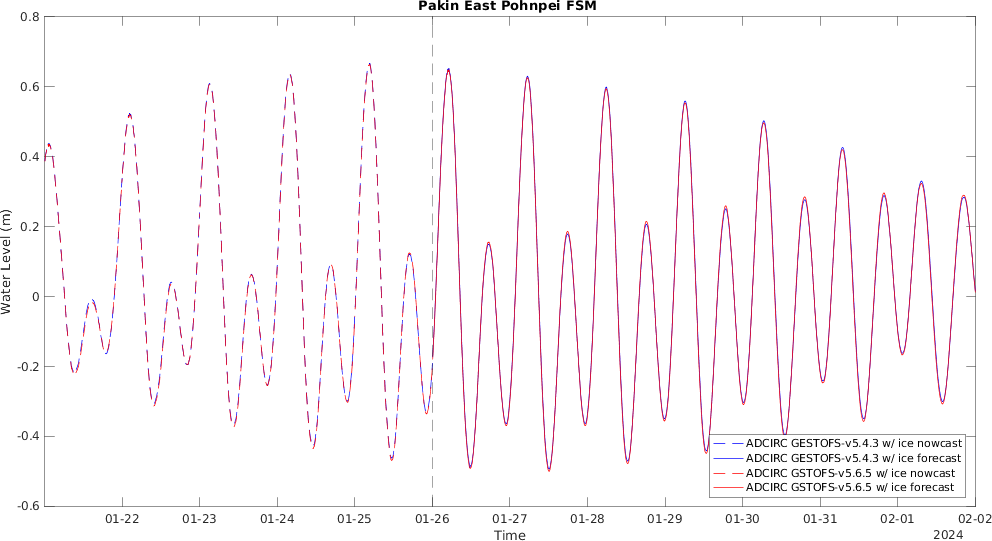 Pakin East Pohnpei FSM
Water Level (m)
0.8
0.6
0.4
0.2
0
-0.2
-0.4
-0.6
ADCIRC GESTOFS-v5.4.3 w/ ice nowcast
ADCIRC GESTOFS-v5.4.3 w/ ice forecast
ADCIRC GSTOFS-v5.6.5 w/ ice nowcast
ADCIRC GSTOFS-v5.6.5 w/ ice forecast
01-22 01-23 01-24 01-25 01-26 01-27 01-28 01-29 01-30 01-31 02-01 02-02
Time
2024